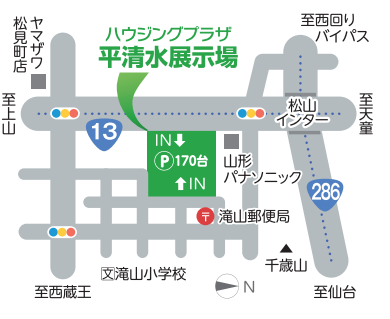 ハウジングプラザ
平清水展示場
至西回り
バイパス
ヤマザワ
松見町店
至上山
13
IN
P170台
IN
山形
パナソニック
松山
インター
至天童
286
〒滝山郵便局
千歳山
文滝山小学校
至西蔵王
N
至仙台